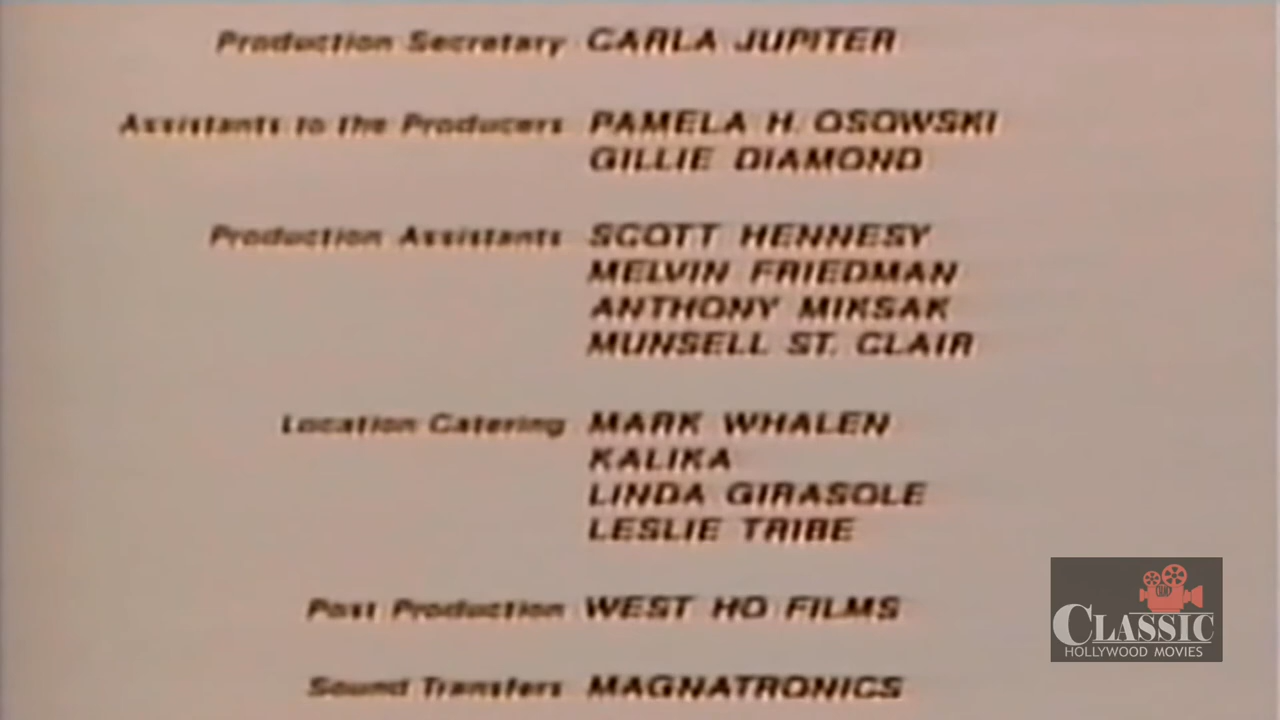 Production Secretary CARLA JUPITER
Assistants to the Producers PAMELA H. OSOWSKI
GILLIE DIAMOND
Production Assistants SCOTT HENNESY
MELVIN FRIEDMAN
ANTHONY MIKSAK
MUNSELL ST. CLAIR
Location Catering MARK WHALEN
KALIKA
LINDA GIRASOLE
LESLIE TRIBE
Post Production WEST HO FILMS
Sound Transfers MAGNATRONICS
CLASSIC
HOLLYWOOD MOVIES